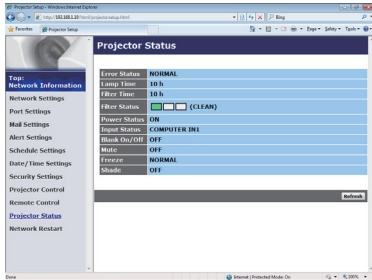 Projector Setup - Windows Internet Explorer
http://192.168.1.10/html/projectorsetup.html
Bing
Favorites
Projector Setup
Page
Safety
Tools
Projector Status
Top:
Network Information
Network Settings
Port Settings
Mail Settings
Alert Settings
Schedule Settings
Date/Time Settings
Security Settings
Projector Control
Remote Control
Projector Status
Network Restart
Error Status NORMAL
Lamp Time 10 h
Filter Time 10 h
Filter Status (CLEAN)
Power Status ON
Input Status COMPUTER IN1
Blank On/Off OFF
Mute OFF
Freeze NORMAL
Shade OFF
Refresh
Done
Internet | Protected Mode: On
100%